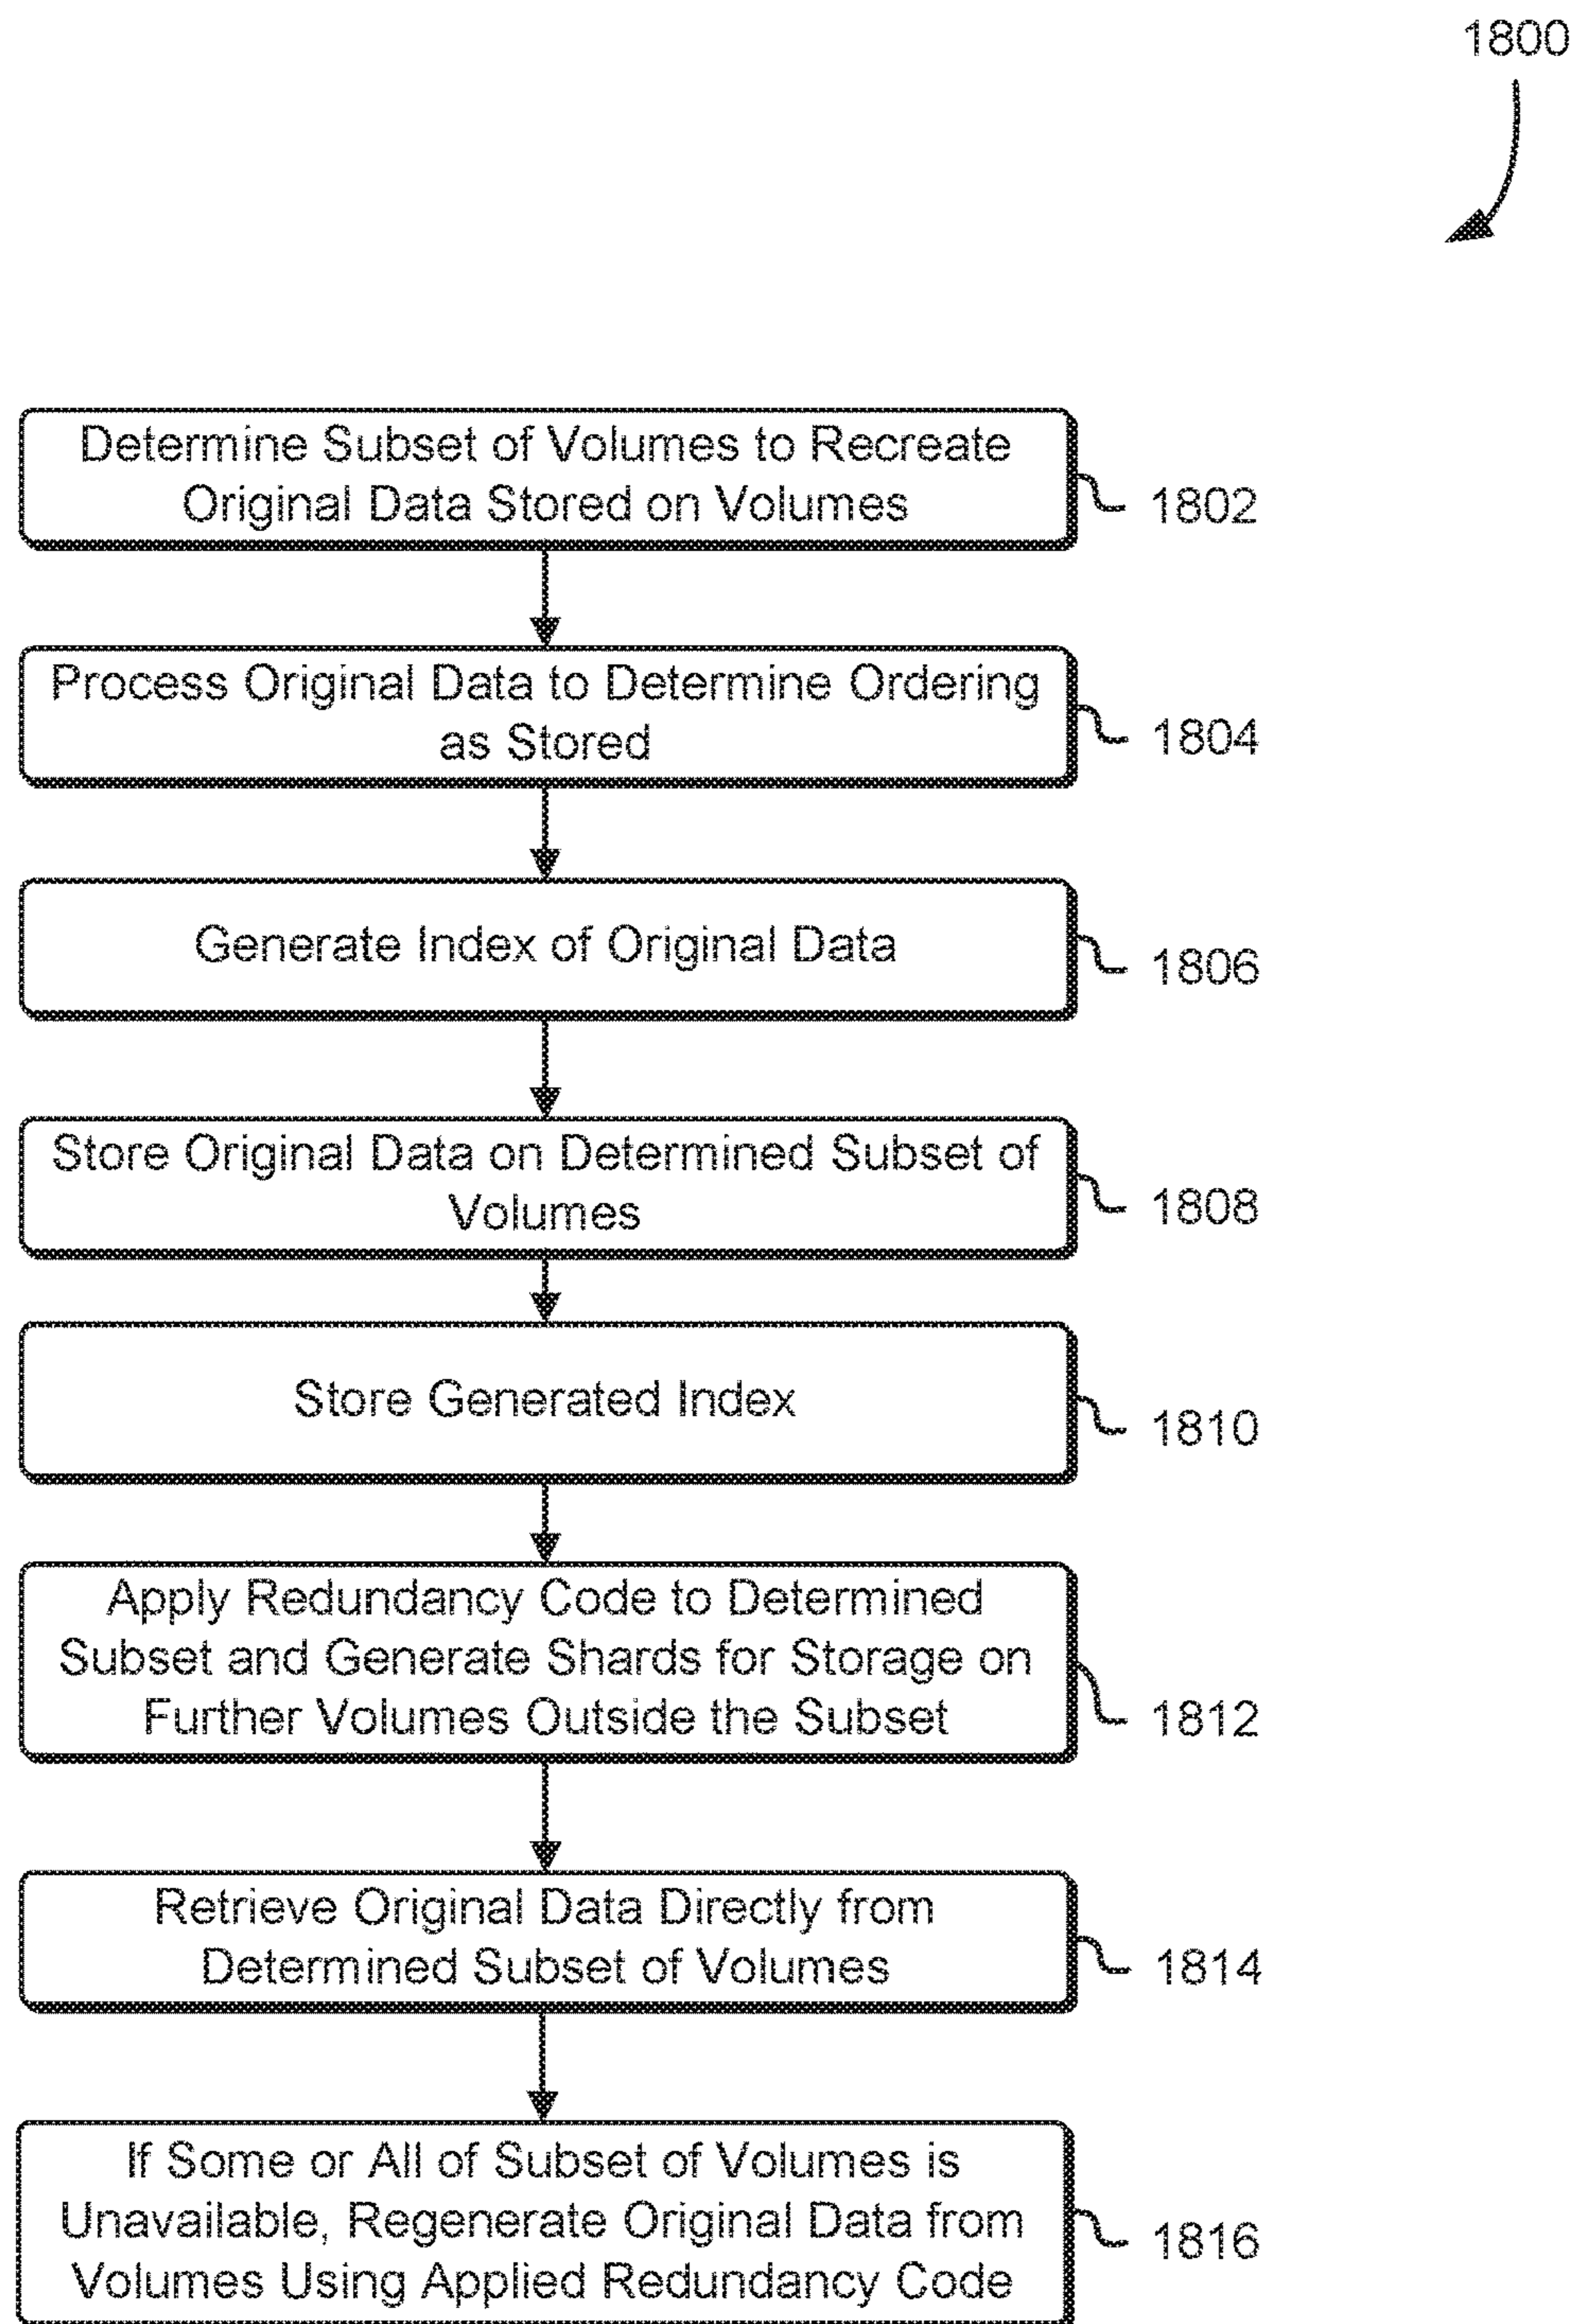 1800
Determine Subset of Volumes to Recreate
Original Data Stored on Volumes
1802
Process Original Data to Determine Ordering
as Stored
1804
Generate Index of Original Data
1806
Store Original Data on Determined Subset of
Volumes
1808
Store Generated Index
1810
Apply Redundancy Code to Determined
Subset and Generate Shards for Storage on
Further Volumes Outside the Subset
1812
Retrieve Original Data Directly from
Determined Subset of Volumes
1814
If Some or All of Subset of Volumes is
Unavailable, Regenerate Original Data from
Volumes Using Applied Redundancy Code
1816